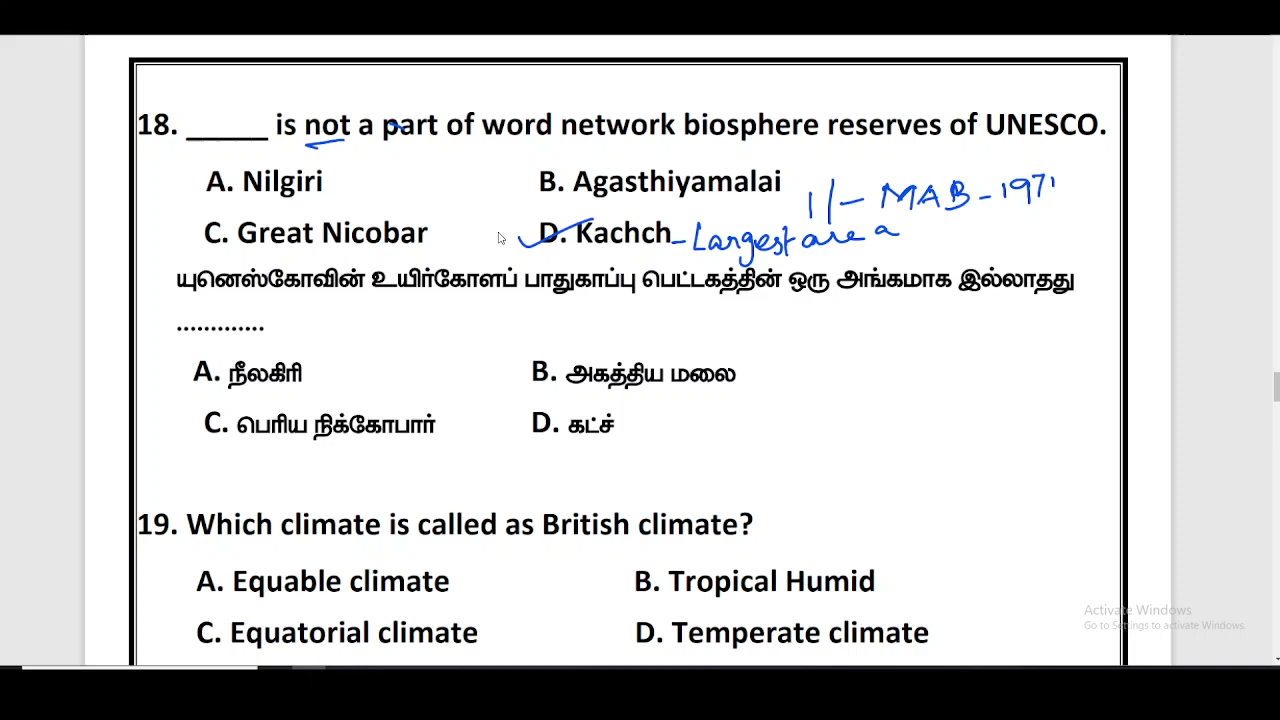 18. _____ is not a part of word network biosphere reserves of UNESCO.
A. Nilgiri B. Agasthiyamalai
11 - MAB - 1971
C. Great Nicobar D. Kachch - Largest area
யுனெஸ்கோவின் உயிர்கோளப் பாதுகாப்பு பெட்டகத்தின் ஒரு அங்கமாக இல்லாதது
.............
A. நீலகிரி B. அகத்திய மலை
C. பெரிய நிக்கோபார் D. கட்ச்
19. Which climate is called as British climate?
A. Equable climate B. Tropical Humid
Activate Windows
Go to Settings to activate Windows.
C. Equatorial climate D. Temperate climate